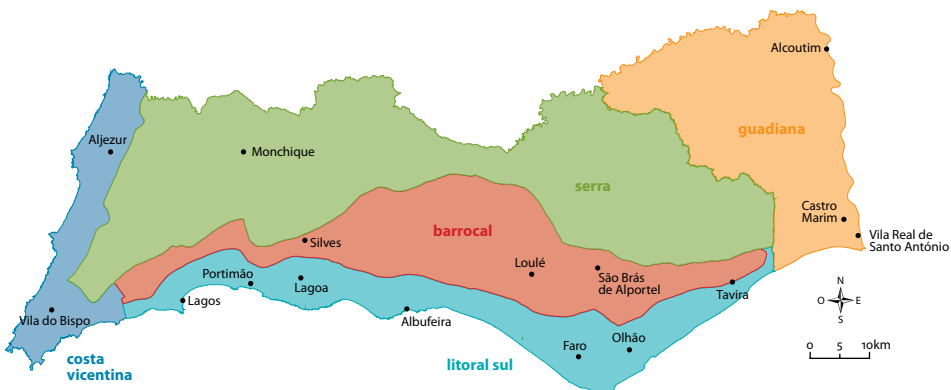 Alcoutim
guadiana
Aljezur
Monchique
serra
Castro
Marim
Vila Real de
Santo António
barrocal
Silves
Loulé
São Brás
de Alportel
Portimão
Lagoa
Tavira
Lagos
Vila do Bispo
Albufeira
Faro
Olhão
costa
vicentina
litoral sul
N
O E
S
0 5 10km